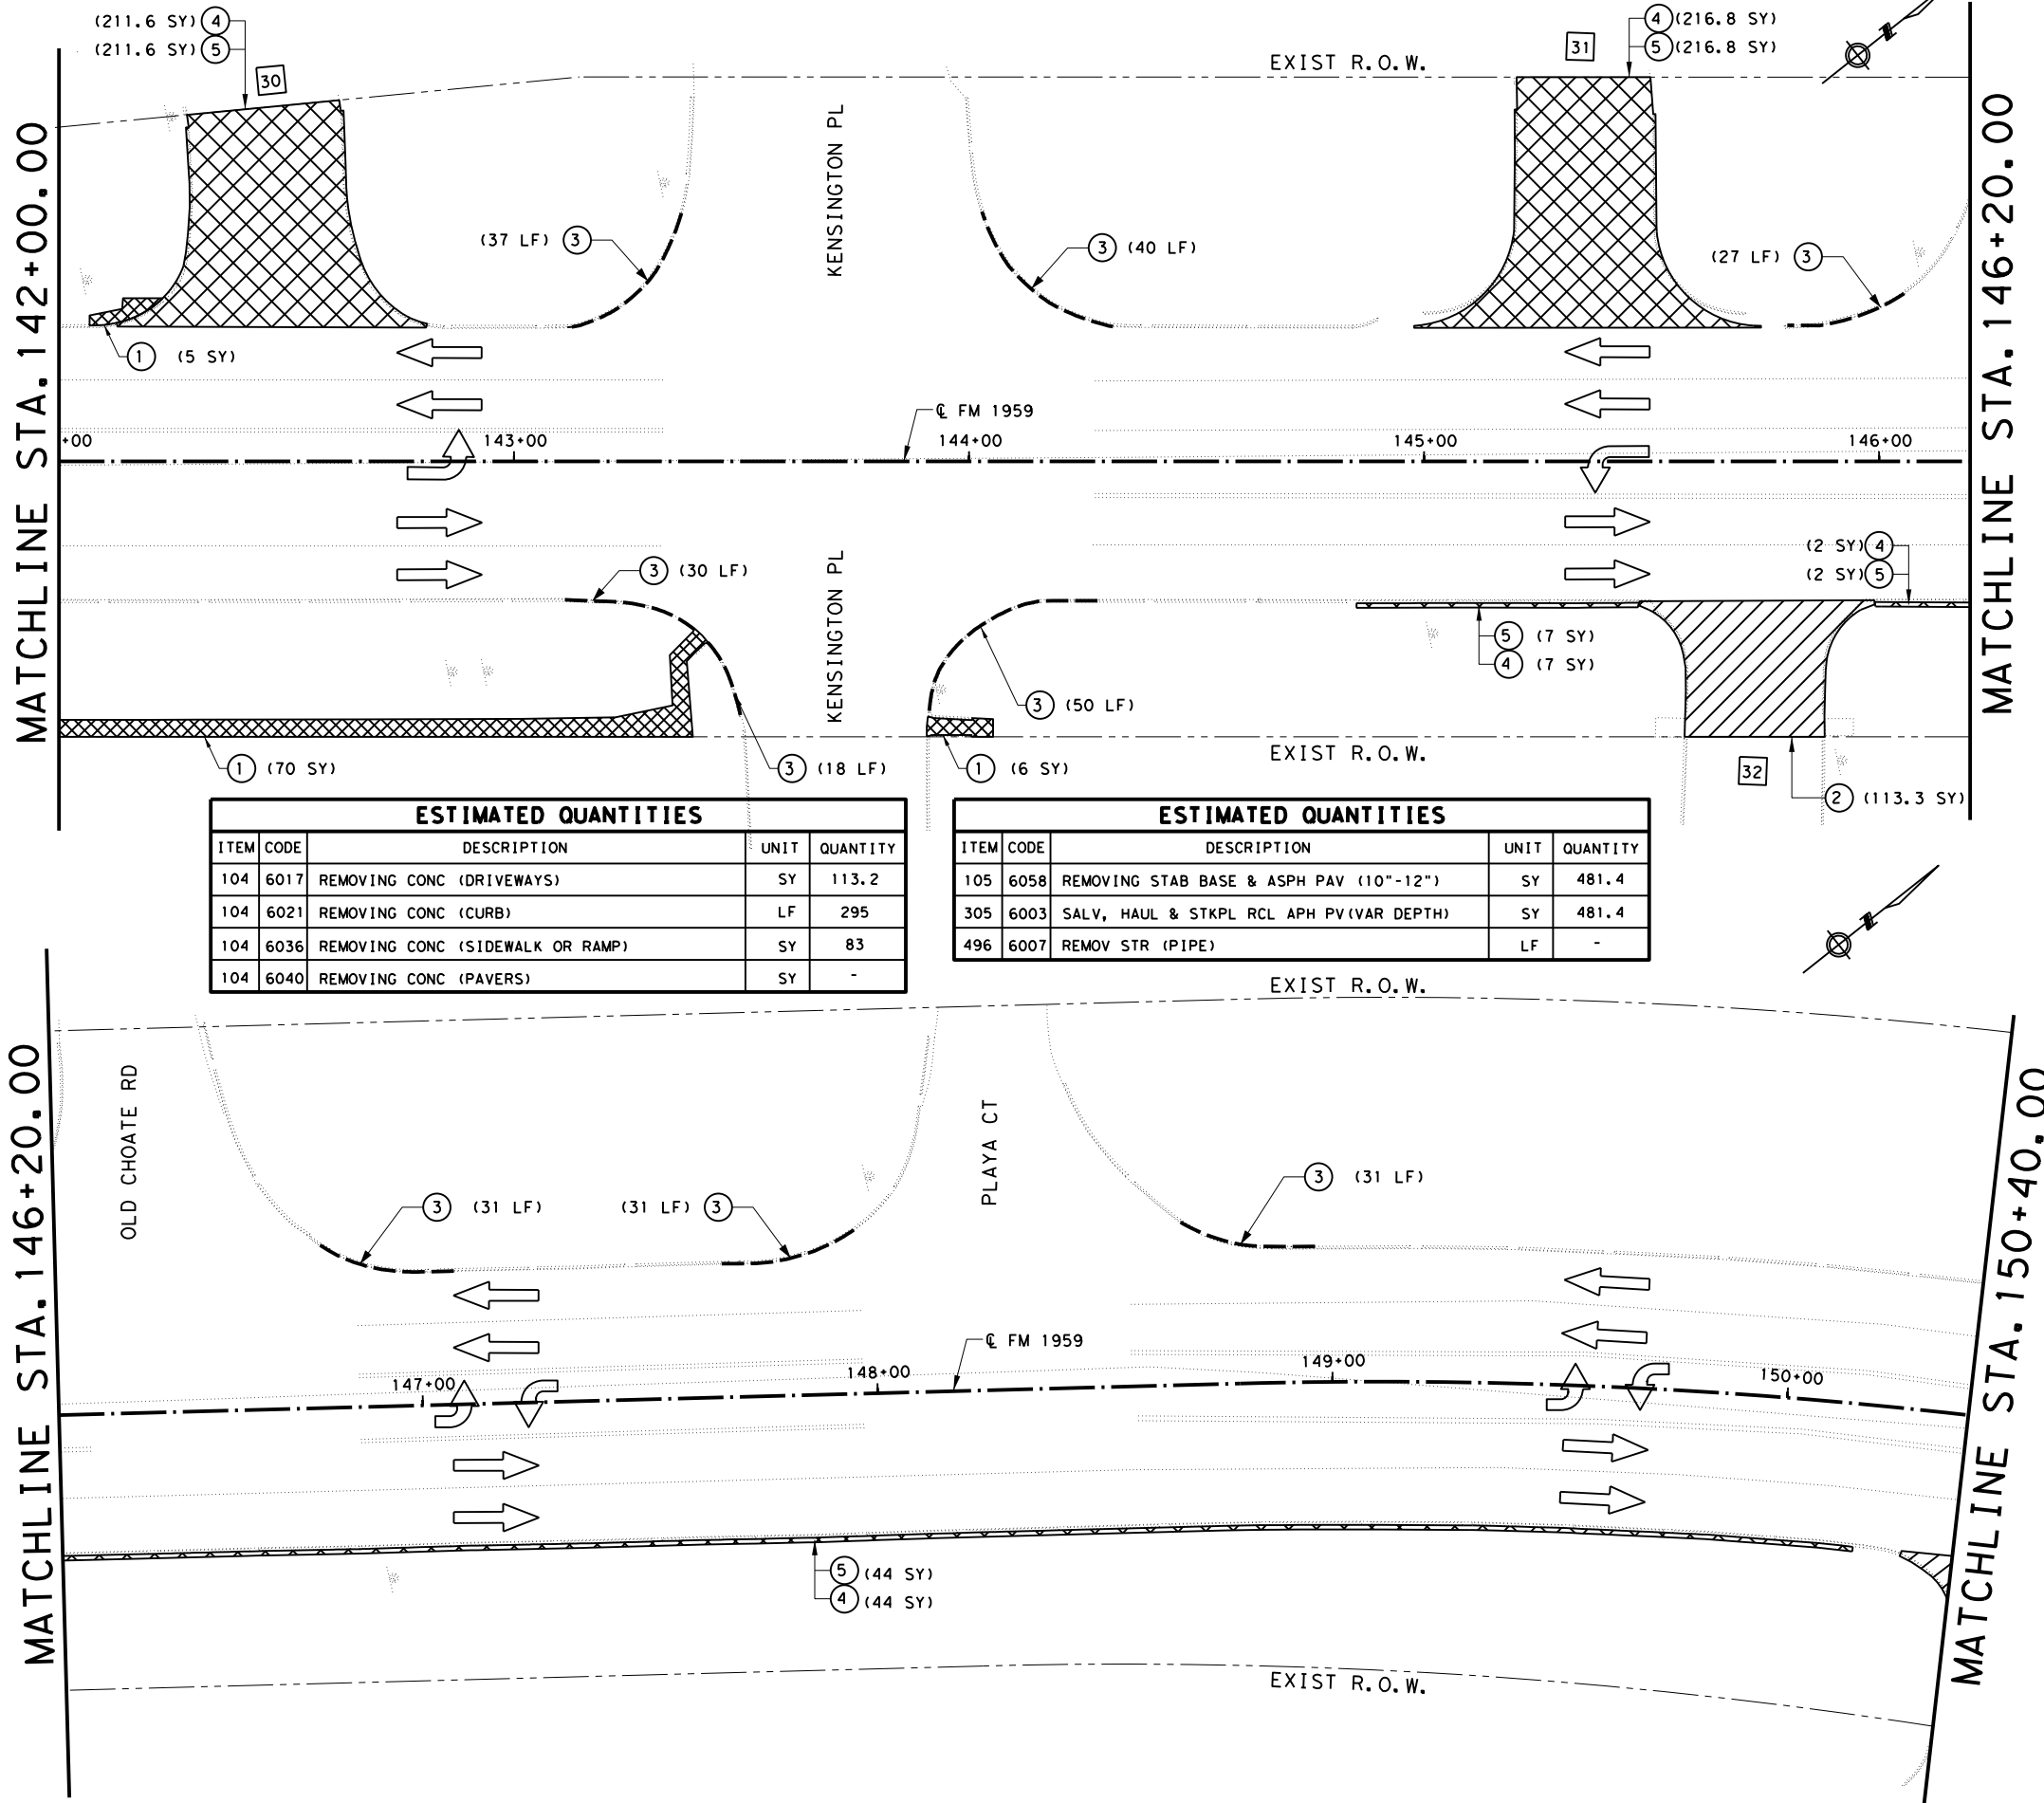 (211.6 SY) 4
(211.6 SY) 5
30
31
4 (216.8 SY)
5 (216.8 SY)
EXIST R.O.W.
MATCHLINE STA. 142+00.00
MATCHLINE STA. 146+20.00
KENSINGTON PL
(37 LF) 3
3 (40 LF)
(27 LF) 3
1 (5 SY)
℄ FM 1959
+00
143+00
144+00
145+00
146+00
KENSINGTON PL
3 (30 LF)
(2 SY) 4
(2 SY) 5
5 (7 SY)
4 (7 SY)
3 (50 LF)
EXIST R.O.W.
1 (70 SY)
3 (18 LF)
1 (6 SY)
32
2 (113.3 SY)
ESTIMATED QUANTITIES
ITEM CODE DESCRIPTION UNIT QUANTITY
104 6017 REMOVING CONC (DRIVEWAYS) SY 113.2
104 6021 REMOVING CONC (CURB) LF 295
104 6036 REMOVING CONC (SIDEWALK OR RAMP) SY 83
104 6040 REMOVING CONC (PAVERS) SY -
ESTIMATED QUANTITIES
ITEM CODE DESCRIPTION UNIT QUANTITY
105 6058 REMOVING STAB BASE & ASPH PAV (10"-12") SY 481.4
305 6003 SALV, HAUL & STKPL RCL APH PV(VAR DEPTH) SY 481.4
496 6007 REMOV STR (PIPE) LF -
EXIST R.O.W.
MATCHLINE STA. 146+20.00
MATCHLINE STA. 150+40.00
OLD CHOATE RD
PLAYA CT
3 (31 LF)
(31 LF) 3
3 (31 LF)
℄ FM 1959
147+00
148+00
149+00
150+00
5 (44 SY)
4 (44 SY)
EXIST R.O.W.